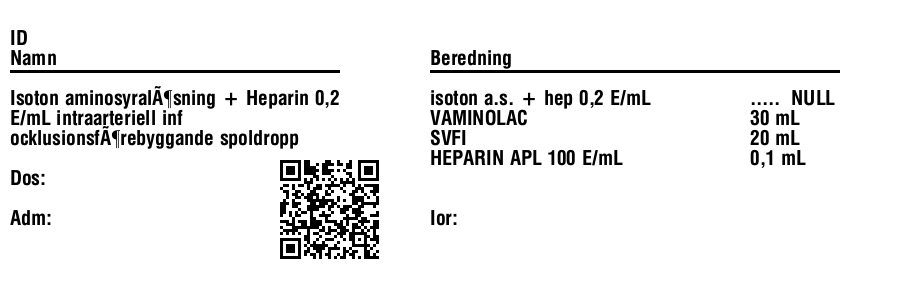 ID
Namn
Isoton aminosyralÃ¶sning + Heparin 0,2
E/mL intraarteriell inf
ocklusionsfÃ¶rebyggande spoldropp
Dos:
Adm:
Beredning
isoton a.s. + hep 0,2 E/mL ..... NULL
VAMINOLAC 30 mL
SVFI 20 mL
HEPARIN APL 100 E/mL 0,1 mL
Ior: